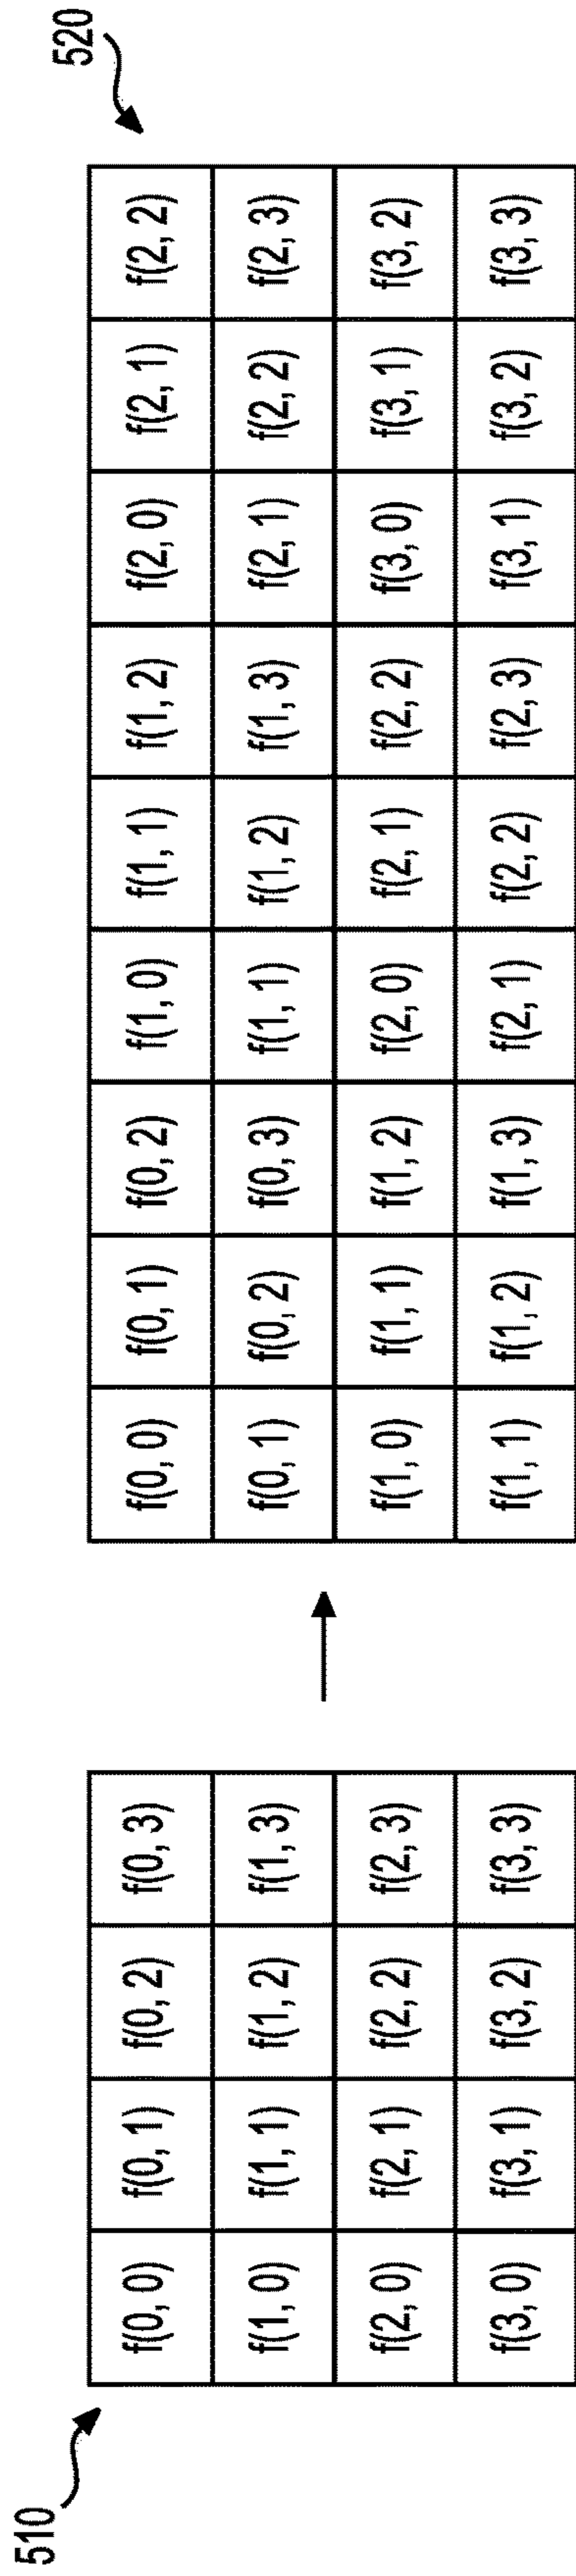 510
f(0, 0) f(0, 1) f(0, 2) f(0, 3)
f(1, 0) f(1, 1) f(1, 2) f(1, 3)
f(2, 0) f(2, 1) f(2, 2) f(2, 3)
f(3, 0) f(3, 1) f(3, 2) f(3, 3)
520
f(0, 0) f(0, 1) f(0, 2) f(1, 0) f(1, 1) f(1, 2) f(2, 0) f(2, 1) f(2, 2)
f(0, 1) f(0, 2) f(0, 3) f(1, 1) f(1, 2) f(1, 3) f(2, 1) f(2, 2) f(2, 3)
f(1, 0) f(1, 1) f(1, 2) f(2, 0) f(2, 1) f(2, 2) f(3, 0) f(3, 1) f(3, 2)
f(1, 1) f(1, 2) f(1, 3) f(2, 1) f(2, 2) f(2, 3) f(3, 1) f(3, 2) f(3, 3)